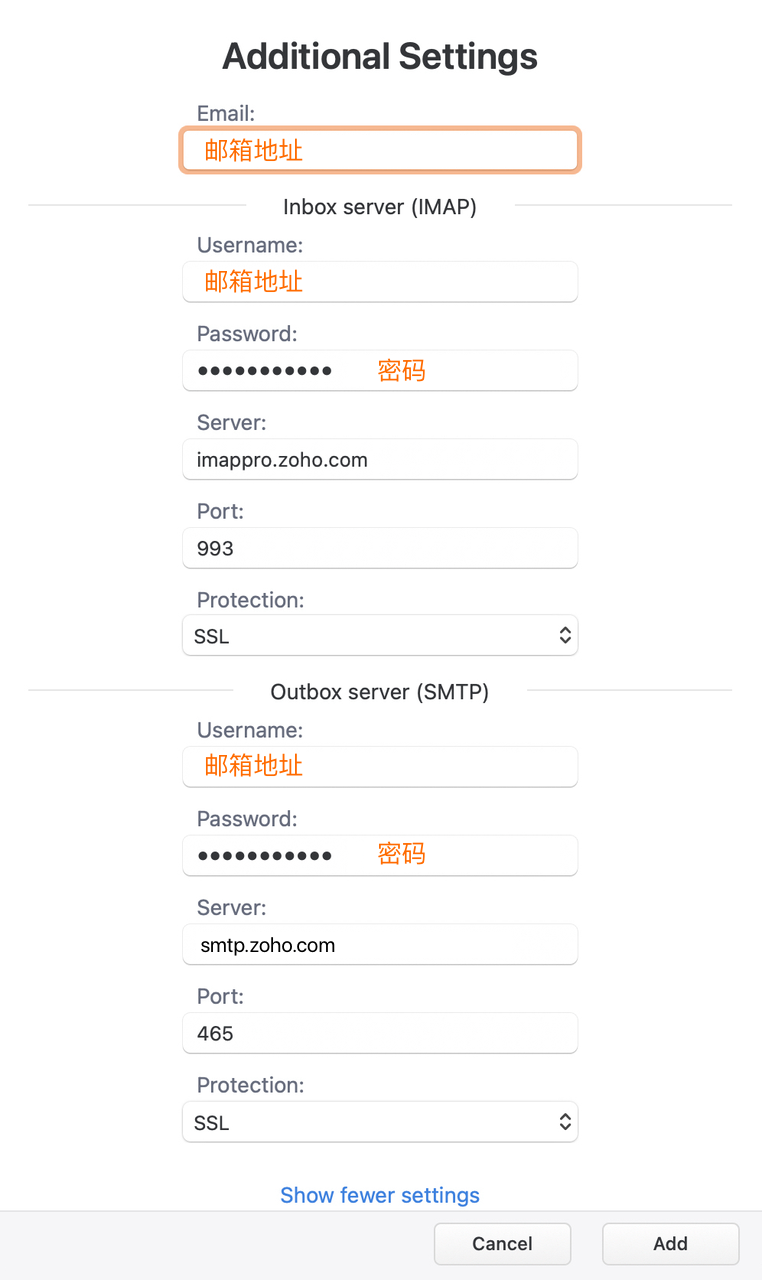 Additional Settings
Email:
邮箱地址
Inbox server (IMAP)
Username:
邮箱地址
Password:
••••••••••• 密码
Server:
imappro.zoho.com
Port:
993
Protection:
SSL
Outbox server (SMTP)
Username:
邮箱地址
Password:
••••••••••• 密码
Server:
smtp.zoho.com
Port:
465
Protection:
SSL
Show fewer settings
Cancel Add